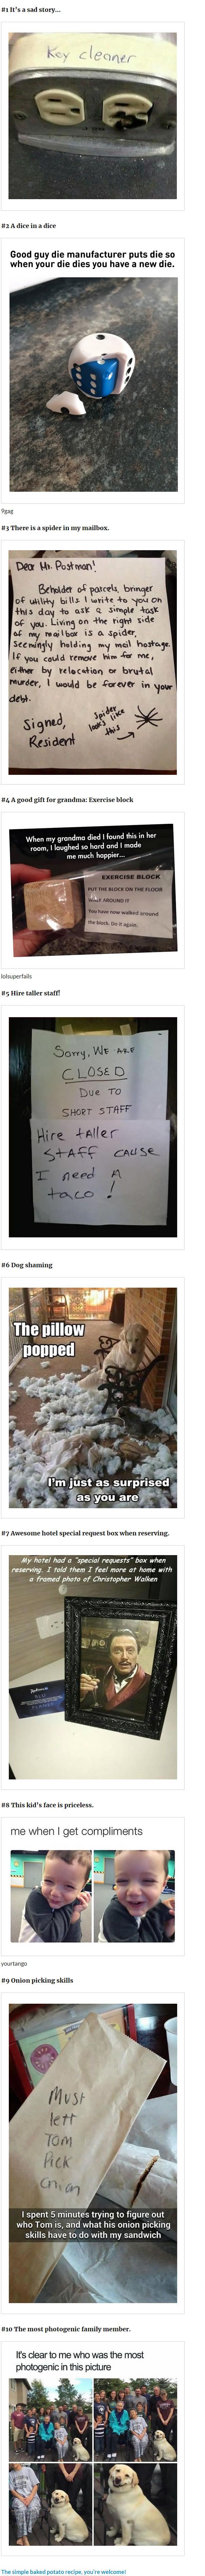 #1 It's a sad story...
Key cleaner
#2 A dice in a dice
Good guy die manufacturer puts die so
when your die dies you have a new die.
9gag
#3 There is a spider in my mailbox.
Dear Mr. Postman!
Beholder of parcels, bringer
of utility bills I write to you on
this day to ask a simple task
of you. Living on the right side
of my mailbox is a spider,
Seemingly holding my mail hostage.
If you could remove him for me,
either by relocation or brutal
murder, I would be forever in your
debt.
Signed,
Resident
spider
looks like
this
#4 A good gift for grandma: Exercise block
When my grandma died I found this in her
room, I laughed so hard and I made
me much happier...
EXERCISE BLOCK
PUT THE BLOCK ON THE FLOOR
WALK AROUND IT
You have now walked around
the block. Do it again.
lolsuperfails
#5 Hire taller staff!
Sorry, WE ARE
CLOSED
DUE TO
SHORT STAFF
Hire taller
STAFF CAUSE
I need A
taco!
#6 Dog shaming
The pillow
popped
I'm just as surprised
as you are
#7 Awesome hotel special request box when reserving.
My hotel had a "special requests" box when
reserving. I told them I feel more at home with
a framed photo of Christopher Walken
#8 This kid's face is priceless.
me when I get compliments
yourtango
#9 Onion picking skills
Must
lett
Tom
Pick
Onion
I spent 5 minutes trying to figure out
who Tom is, and what his onion picking
skills have to do with my sandwich
#10 The most photogenic family member.
It's clear to me who was the most
photogenic in this picture
The simple baked potato recipe, you're welcome!